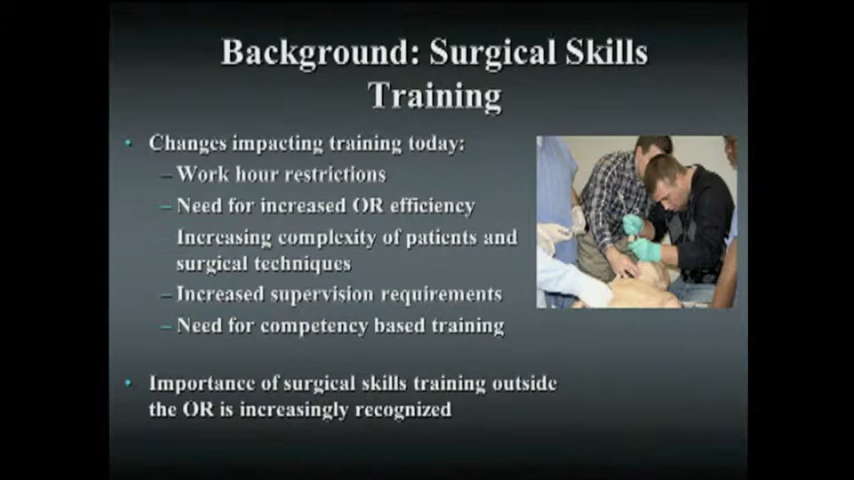 Background: Surgical Skills
Training
• Changes impacting training today:
– Work hour restrictions
– Need for increased OR efficiency
Increasing complexity of patients and
surgical techniques
– Increased supervision requirements
– Need for competency based training
• Importance of surgical skills training outside
the OR is increasingly recognized